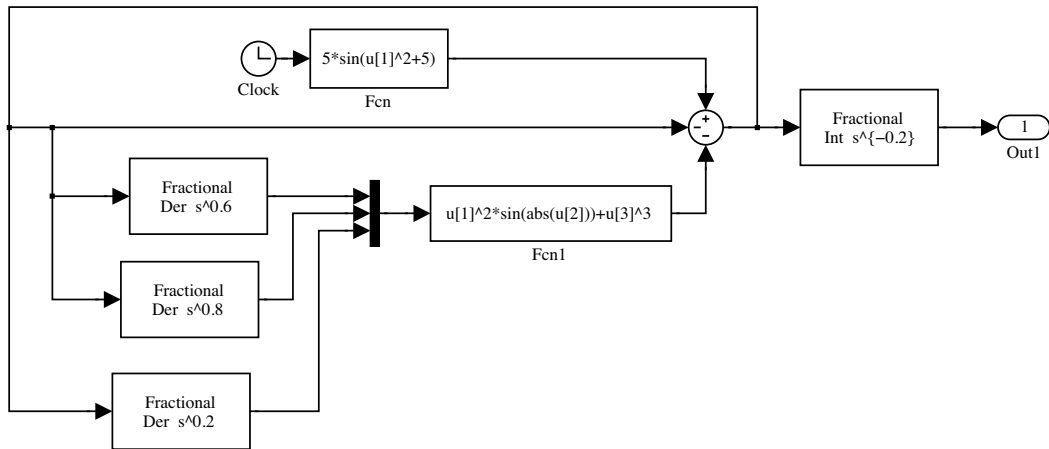 5*sin(u[1]^2+5)
Clock
Fcn
+
−
−
Fractional
Int s^{−0.2}
1
Out1
Fractional
Der s^0.6
u[1]^2*sin(abs(u[2]))+u[3]^3
Fcn1
Fractional
Der s^0.8
Fractional
Der s^0.2